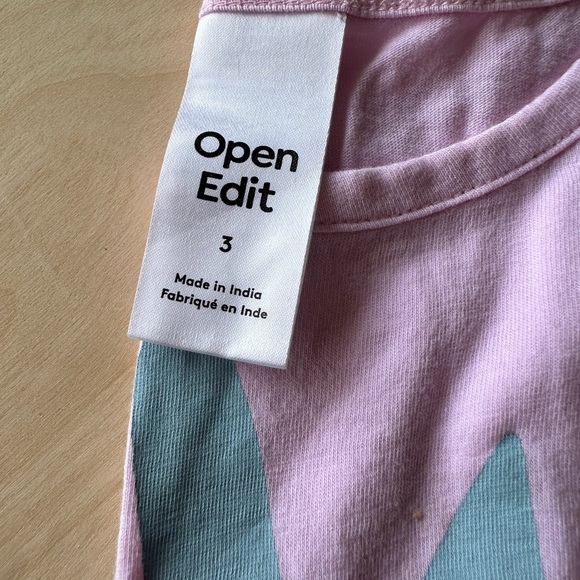 Open
Edit
3
Made in India
Fabriqué en Inde